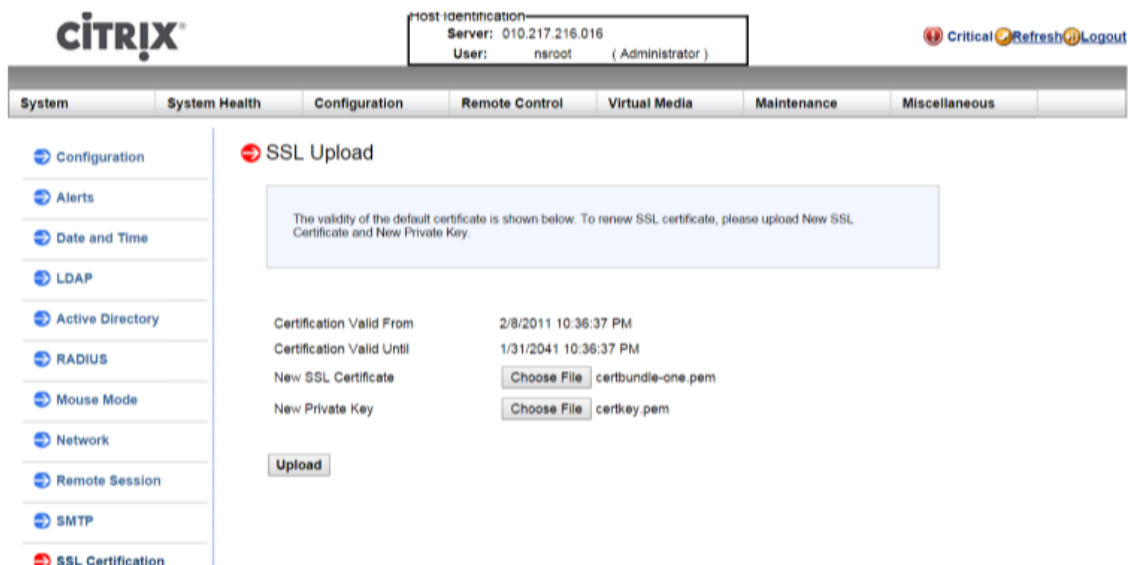 CİTRIX®
Host Identification
Server: 010.217.216.016
User: nsroot ( Administrator )
Critical Refresh Logout
System System Health Configuration Remote Control Virtual Media Maintenance Miscellaneous
Configuration
Alerts
Date and Time
LDAP
Active Directory
RADIUS
Mouse Mode
Network
Remote Session
SMTP
SSL Certification
SSL Upload
The validity of the default certificate is shown below. To renew SSL certificate, please upload New SSL
Certificate and New Private Key.
Certification Valid From 2/8/2011 10:36:37 PM
Certification Valid Until 1/31/2041 10:36:37 PM
New SSL Certificate Choose File certbundle-one.pem
New Private Key Choose File certkey.pem
Upload